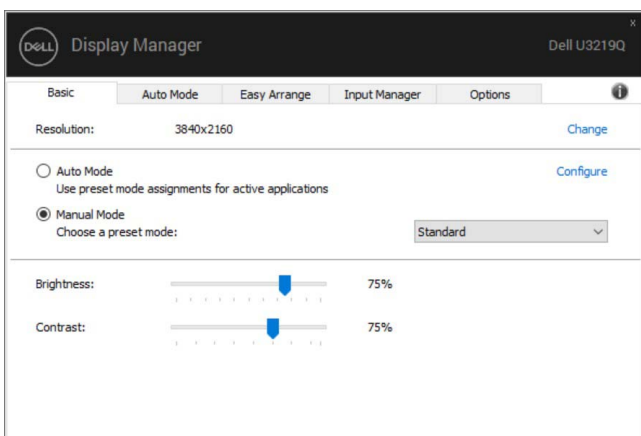 DELL Display Manager
x
Dell U3219Q
Basic Auto Mode Easy Arrange Input Manager Options i
Resolution: 3840x2160 Change
Auto Mode Configure
Use preset mode assignments for active applications
Manual Mode
Choose a preset mode: Standard
Brightness: 75%
Contrast: 75%